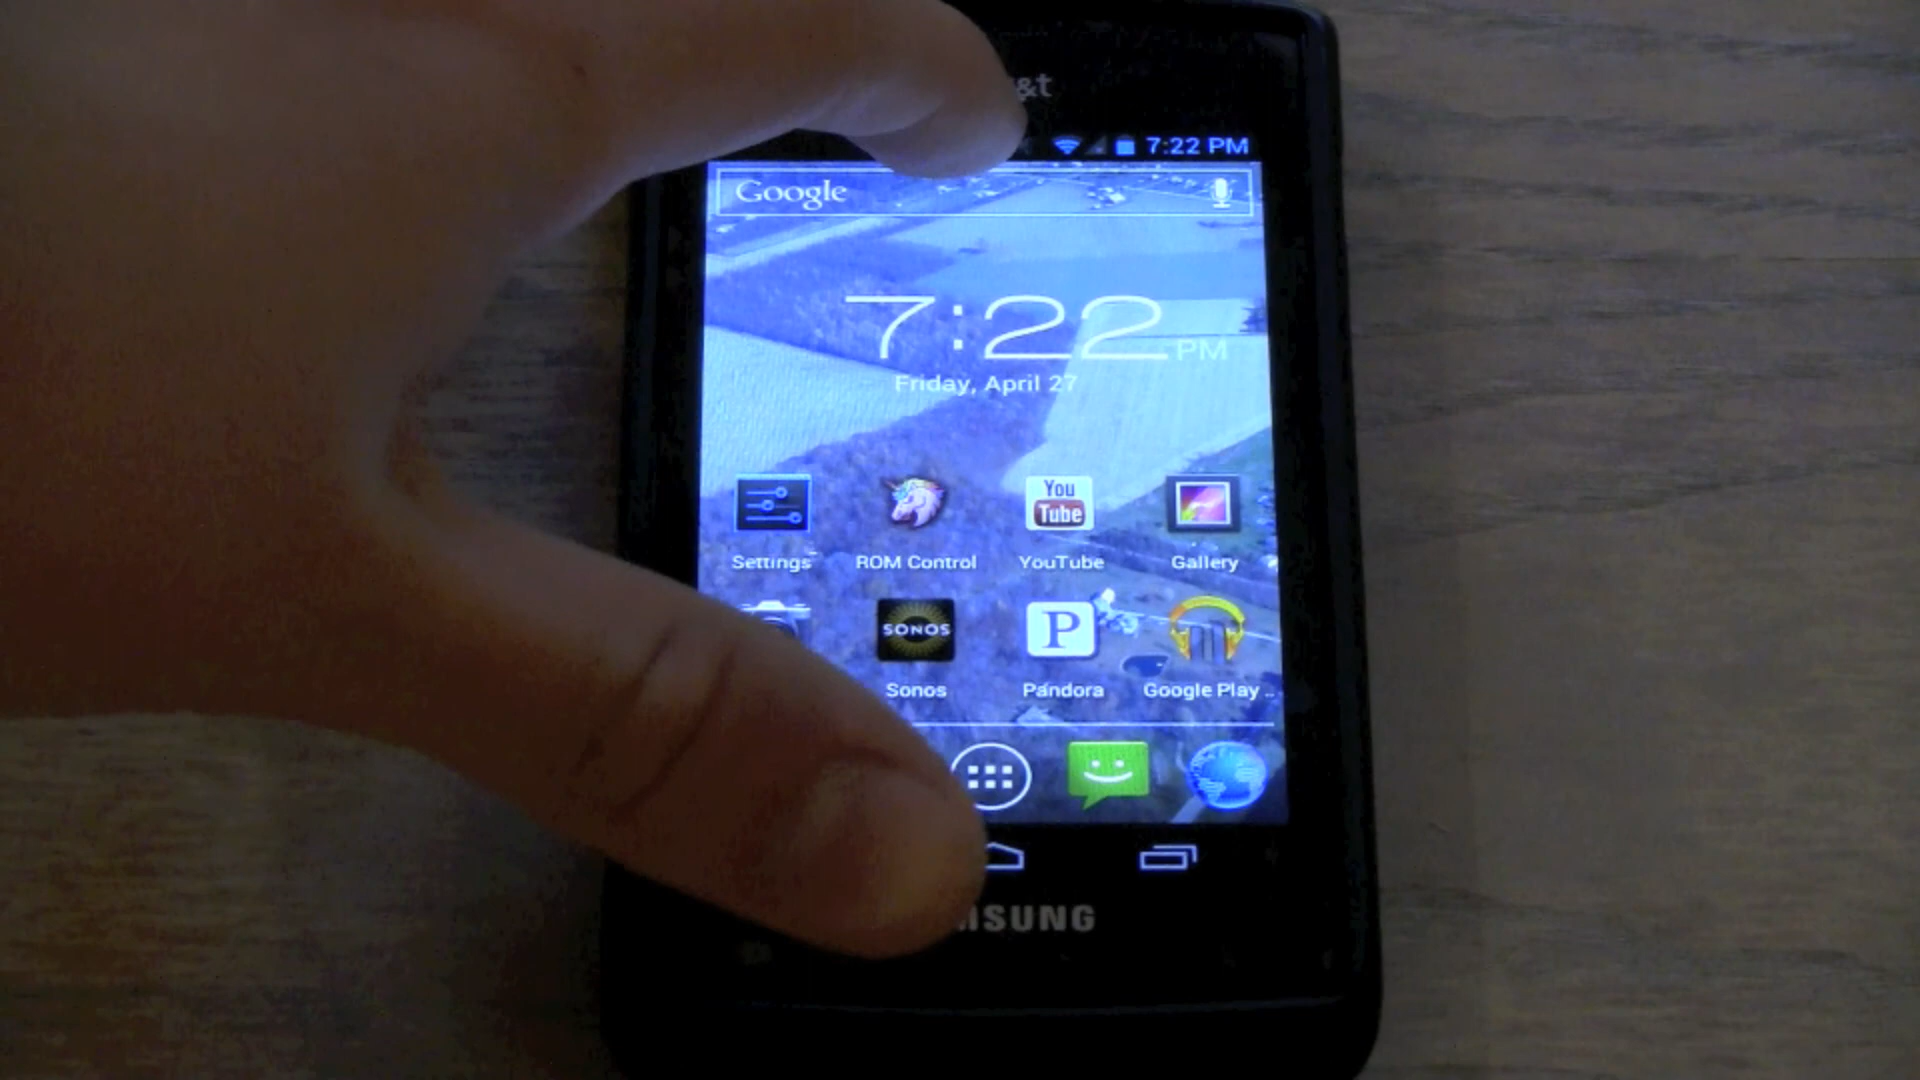 &t
7:22 PM
Google
7:22 PM
Friday, April 27
Settings ROM Control YouTube Gallery
You
Tube
SONOS P
Sonos Pandora Google Play ..
SUNG